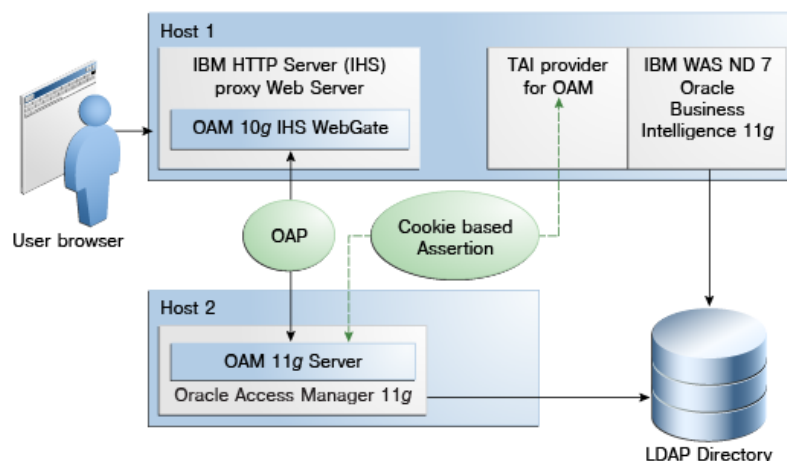 Host 1
IBM HTTP Server (IHS)
proxy Web Server
OAM 10g IHS WebGate
TAI provider
for OAM
IBM WAS ND 7
Oracle
Business
Intelligence 11g
User browser
OAP
Cookie based
Assertion
Host 2
OAM 11g Server
Oracle Access Manager 11g
LDAP Directory